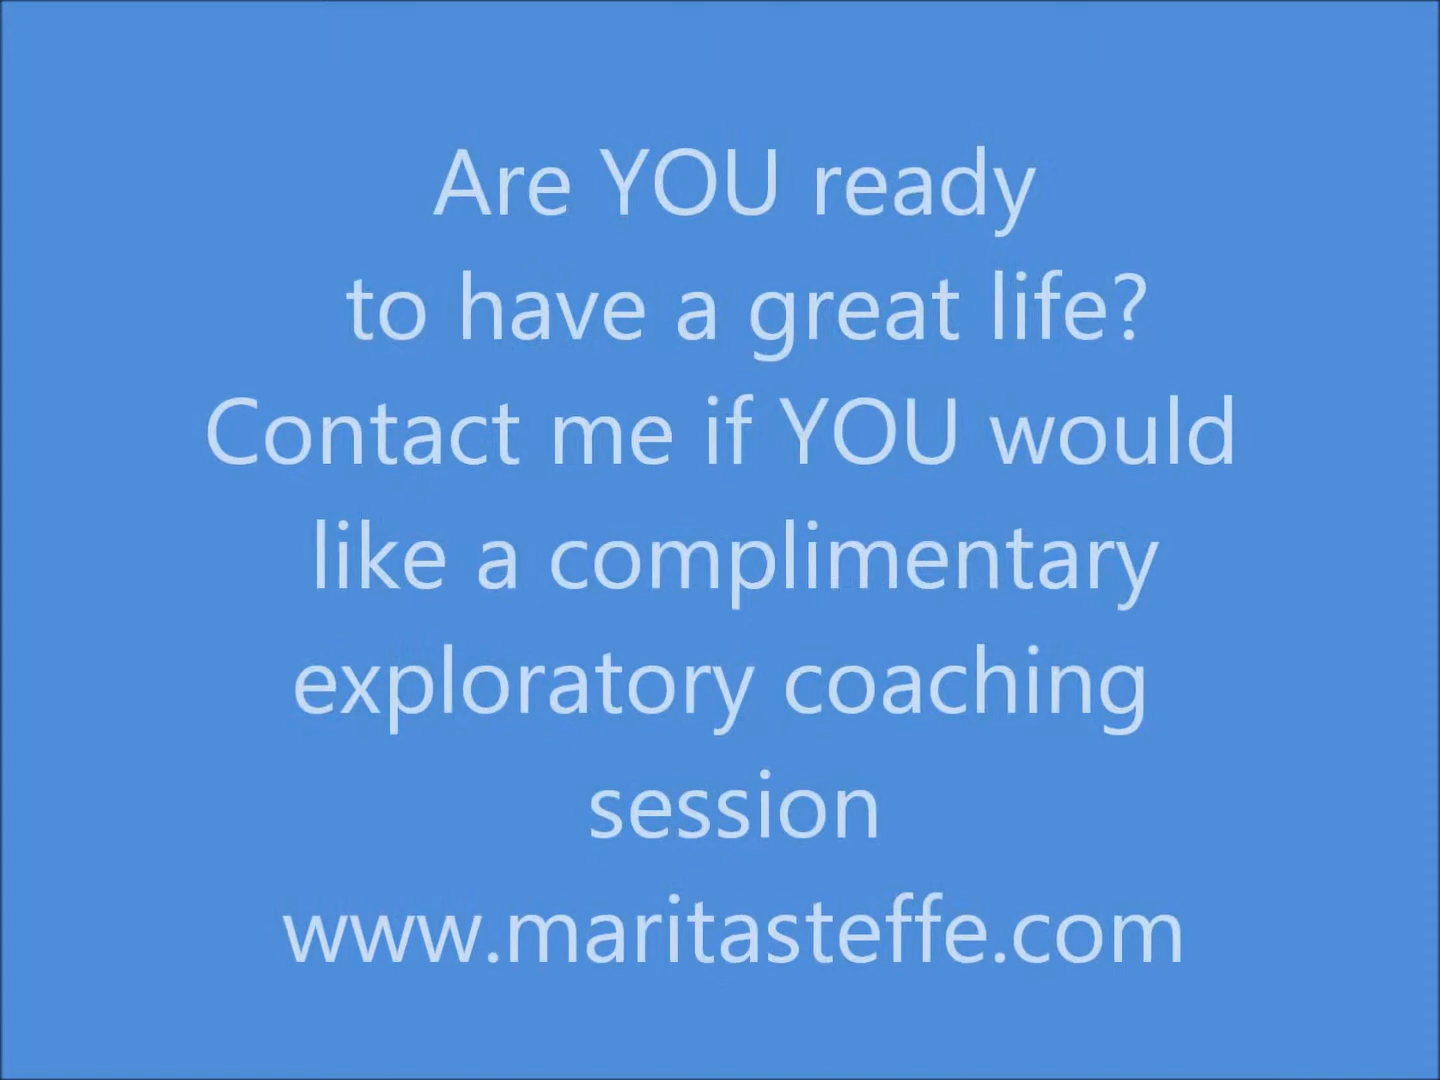 Are YOU ready
to have a great life?
Contact me if YOU would
like a complimentary
exploratory coaching
session
www.maritasteffe.com